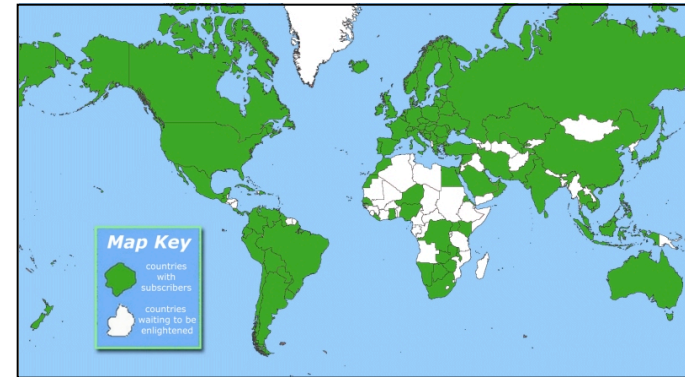 Map Key
countries
with
subscribers
countries
waiting to be
enlightened